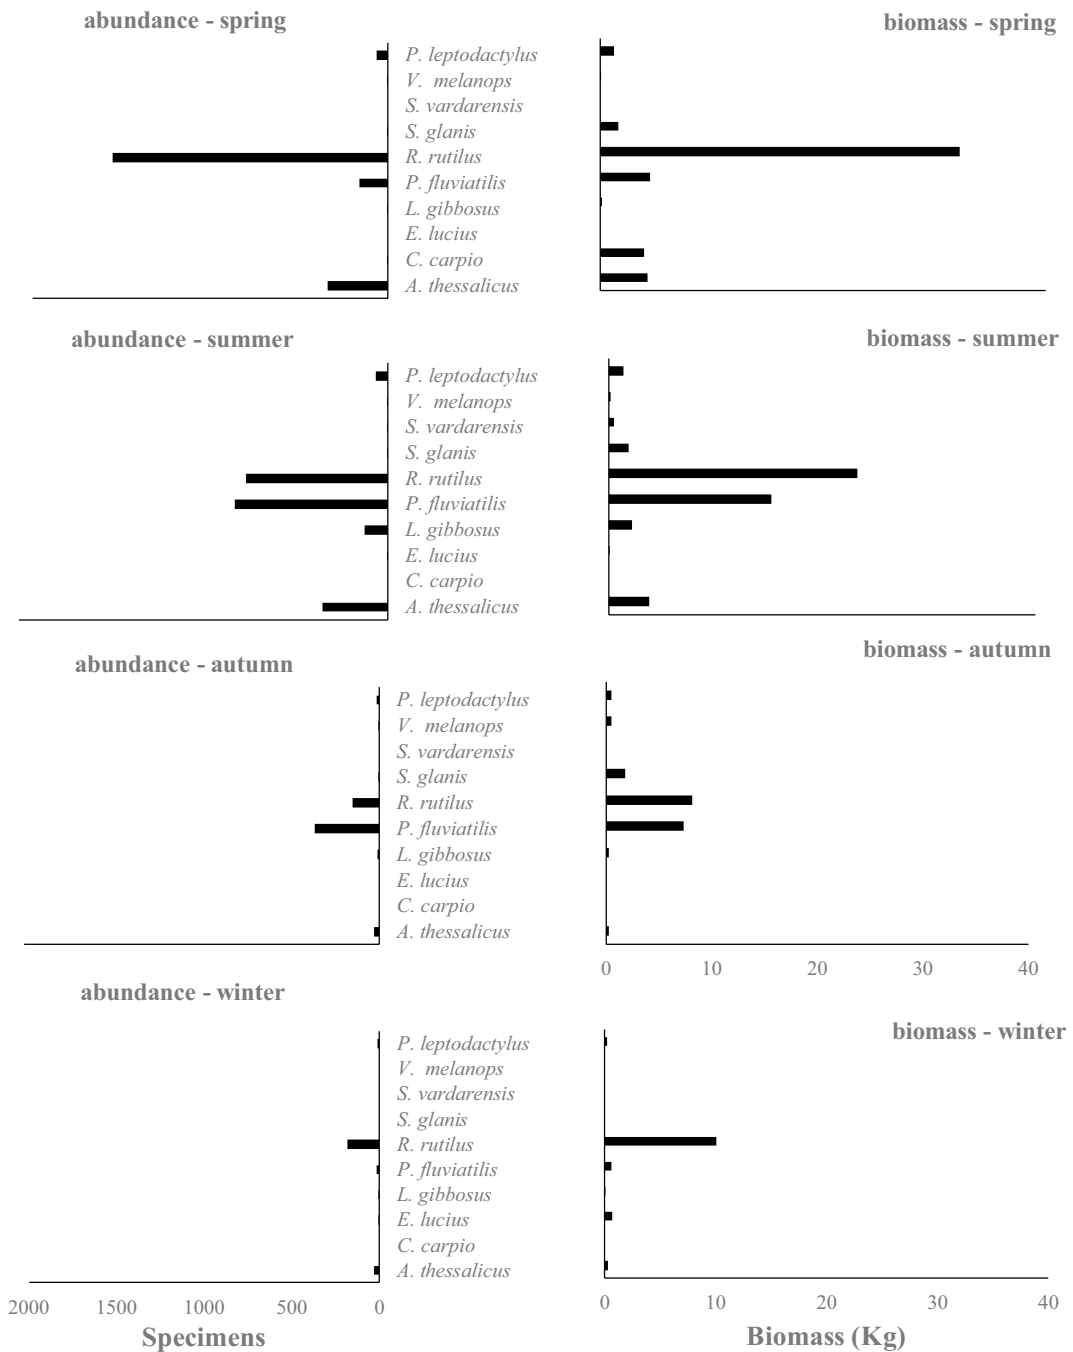 abundance - spring
biomass - spring
P. leptodactylus
V. melanops
S. vardarensis
S. glanis
R. rutilus
P. fluviatilis
L. gibbosus
E. lucius
C. carpio
A. thessalicus
abundance - summer
biomass - summer
P. leptodactylus
V. melanops
S. vardarensis
S. glanis
R. rutilus
P. fluviatilis
L. gibbosus
E. lucius
C. carpio
A. thessalicus
abundance - autumn
biomass - autumn
P. leptodactylus
V. melanops
S. vardarensis
S. glanis
R. rutilus
P. fluviatilis
L. gibbosus
E. lucius
C. carpio
A. thessalicus
0 10 20 30 40
abundance - winter
biomass - winter
P. leptodactylus
V. melanops
S. vardarensis
S. glanis
R. rutilus
P. fluviatilis
L. gibbosus
E. lucius
C. carpio
A. thessalicus
2000 1500 1000 500 0
0 10 20 30 40
Specimens
Biomass (Kg)